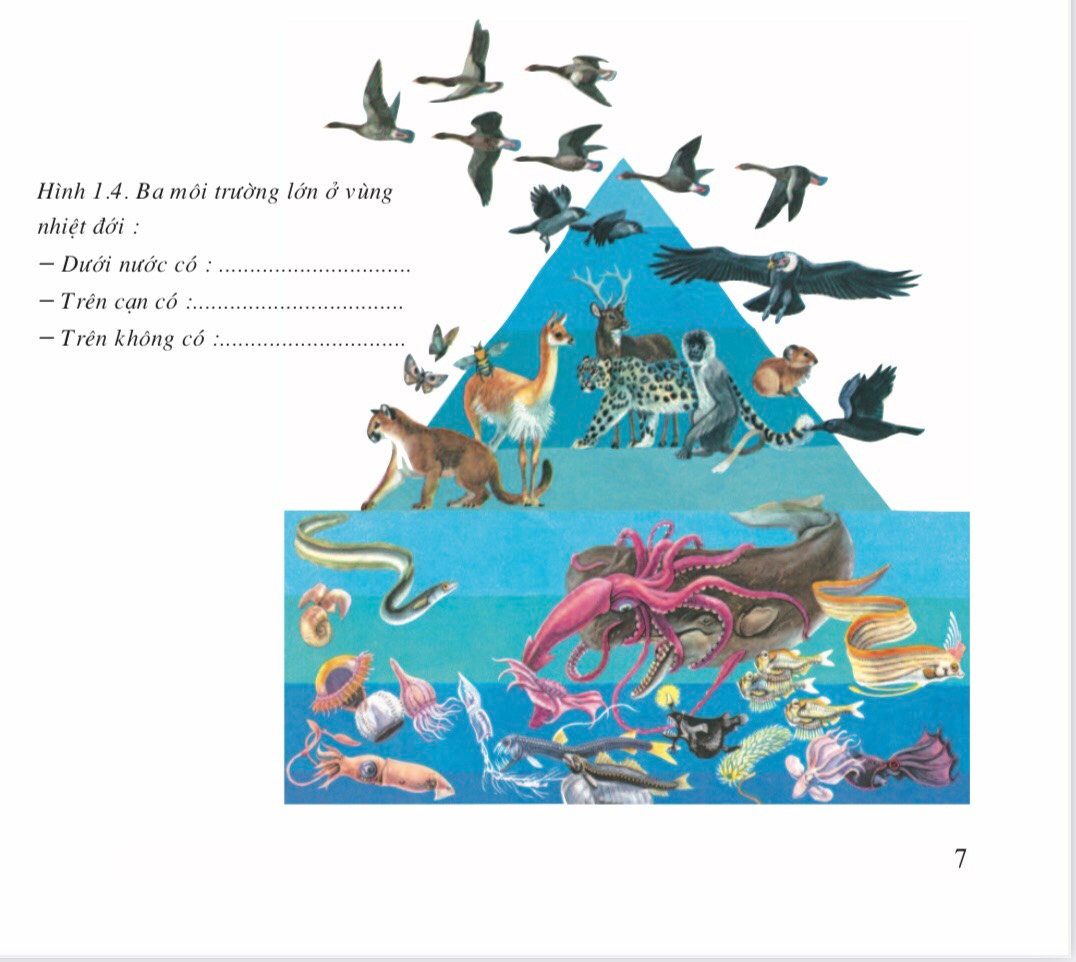 Hình 1.4. Ba môi trường lớn ở vùng
nhiệt đới :
– Dưới nước có : ...............................
– Trên cạn có :..................................
– Trên không có :..............................
7